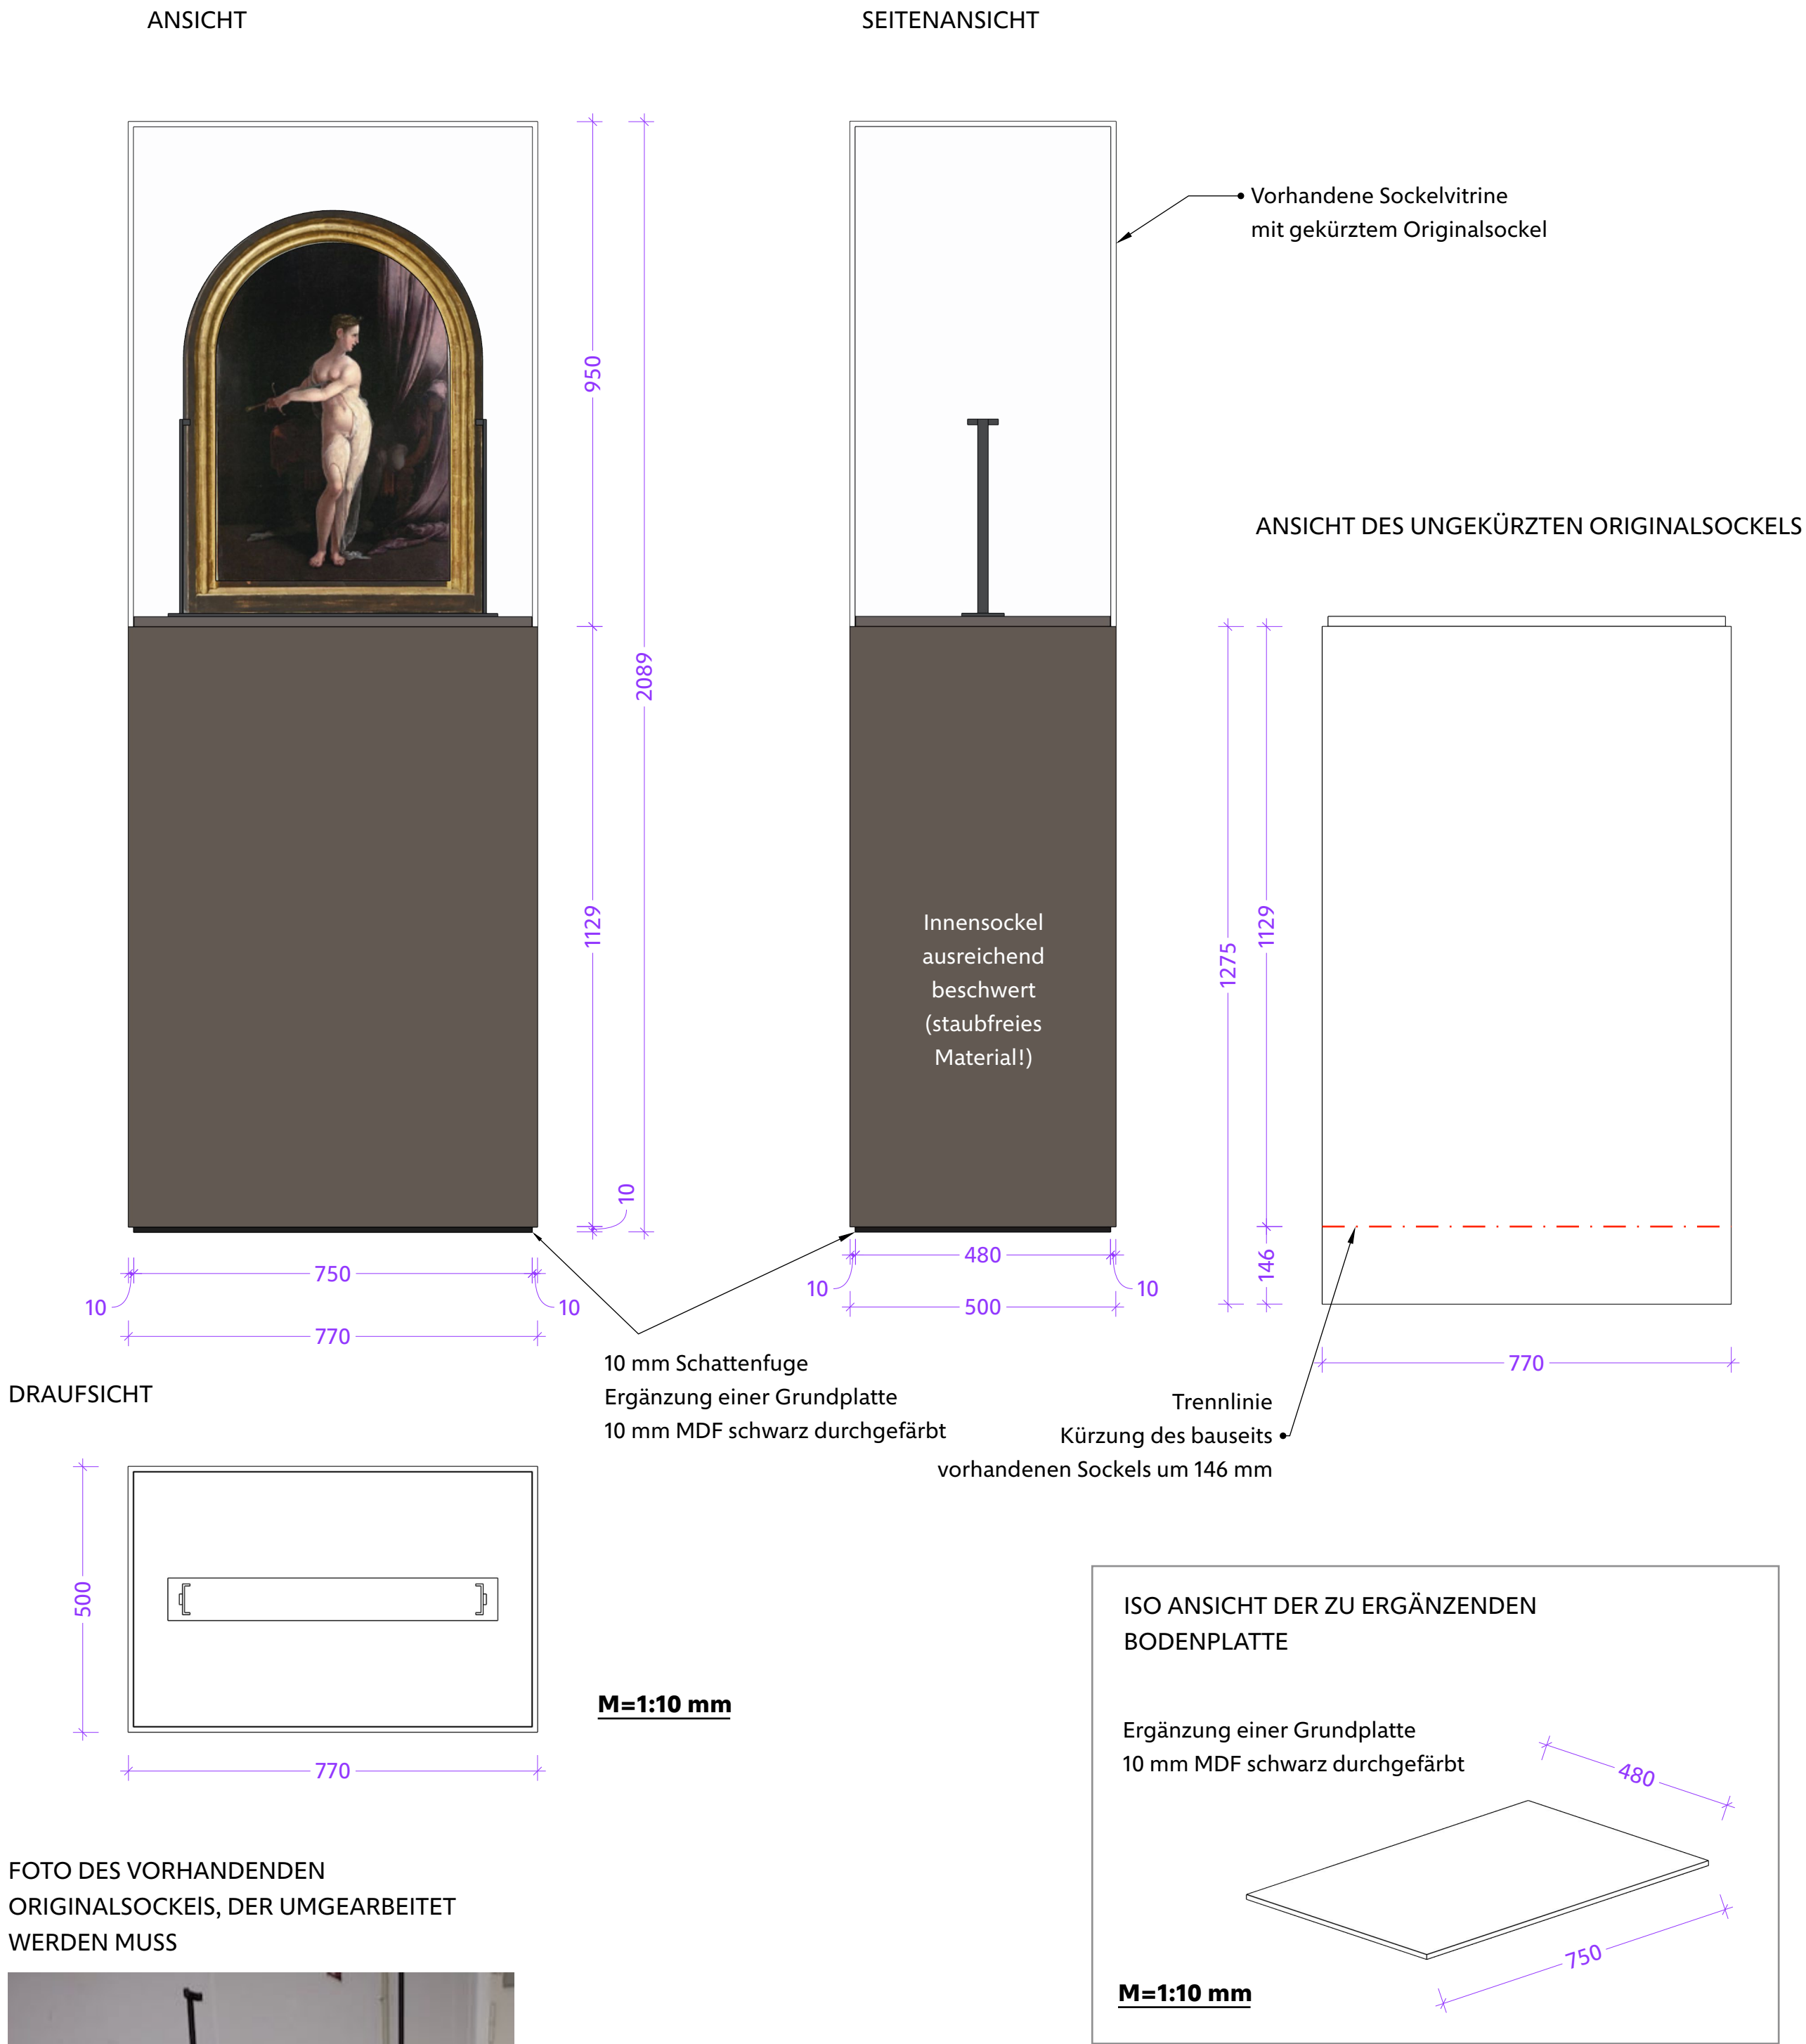 ANSICHT
SEITENANSICHT
Vorhandene Sockelvitrine
mit gekürztem Originalsockel
950
2089
1129
10
ANSICHT DES UNGEKÜRZTEN ORIGINALSOCKELS
Innensockel
ausreichend
beschwert
(staubfreies
Material!)
1275
1129
146
750
10
10
770
480
10
10
500
770
10 mm Schattenfuge
Ergänzung einer Grundplatte
10 mm MDF schwarz durchgefärbt
Trennlinie
Kürzung des bauseits
vorhandenen Sockels um 146 mm
DRAUFSICHT
500
770
M=1:10 mm
ISO ANSICHT DER ZU ERGÄNZENDEN
BODENPLATTE
Ergänzung einer Grundplatte
10 mm MDF schwarz durchgefärbt
480
750
M=1:10 mm
FOTO DES VORHANDENDEN
ORIGINALSOCKElS, DER UMGEARBEITET
WERDEN MUSS